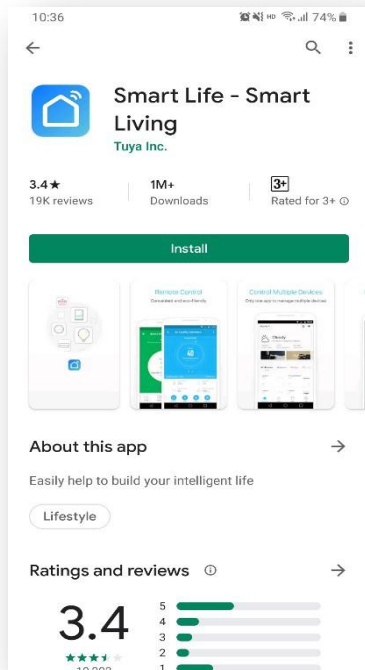 10:36
HD
74%
Smart Life - Smart
Living
Tuya Inc.
3.4★
1M+
3+
19K reviews
Downloads
Rated for 3+
Install
Remote Control
Control Multiple Devices
About this app
Easily help to build your intelligent life
Lifestyle
Ratings and reviews
3.4
5
4
3
2
1